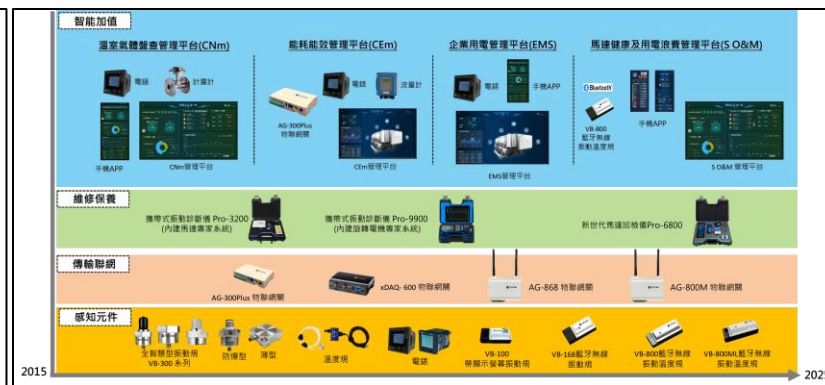 智能加值
溫室氣體盤查管理平台(CNm)
能耗能效管理平台(CEm)
企業用電管理平台(EMS)
馬達健康及用電浪費管理平台(S O&M)
電錶
計量計
手機APP
CNm管理平台
AG-300Plus
物聯網關
電錶
流量計
CEm管理平台
電錶
手機APP
EMS管理平台
Bluetooth
VB-800
藍牙無線
振動溫度規
手機APP
S O&M 管理平台
維修保養
攜帶式振動診斷儀 Pro-3200
(內建馬達專家系統)
攜帶式振動診斷儀 Pro-9900
(內建旋轉電機專家系統)
新世代馬達巡檢儀Pro-6800
傳輸聯網
AG-300Plus 物聯網關
xDAQ- 600 物聯網關
AG-868 物聯網關
AG-800M 物聯網關
感知元件
全智慧型振動規
VB-300 系列
防爆型
薄型
溫度規
電錶
VB-100
帶顯示螢幕振動規
VB-168藍牙無線
振動規
VB-800藍牙無線
振動溫度規
VB-800ML藍牙無線
振動溫度規
2015
2025